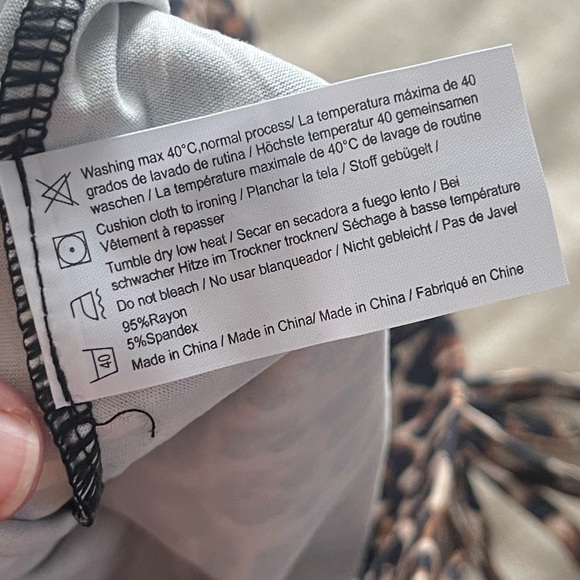 Washing max 40°C,normal process/ La temperatura máxima de 40
grados de lavado de rutina / Höchste temperatur 40 gemeinsamen
waschen / La température maximale de 40°C de lavage de routine
Cushion cloth to ironing / Planchar la tela / Stoff gebügelt /
Vêtement à repasser
Tumble dry low heat / Secar en secadora a fuego lento / Bei
schwacher Hitze im Trockner trocknen/ Séchage à basse température
Do not bleach / No usar blanqueador / Nicht gebleicht / Pas de Javel
95%Rayon
5%Spandex
Made in China / Made in China/ Made in China / Fabriqué en Chine
40